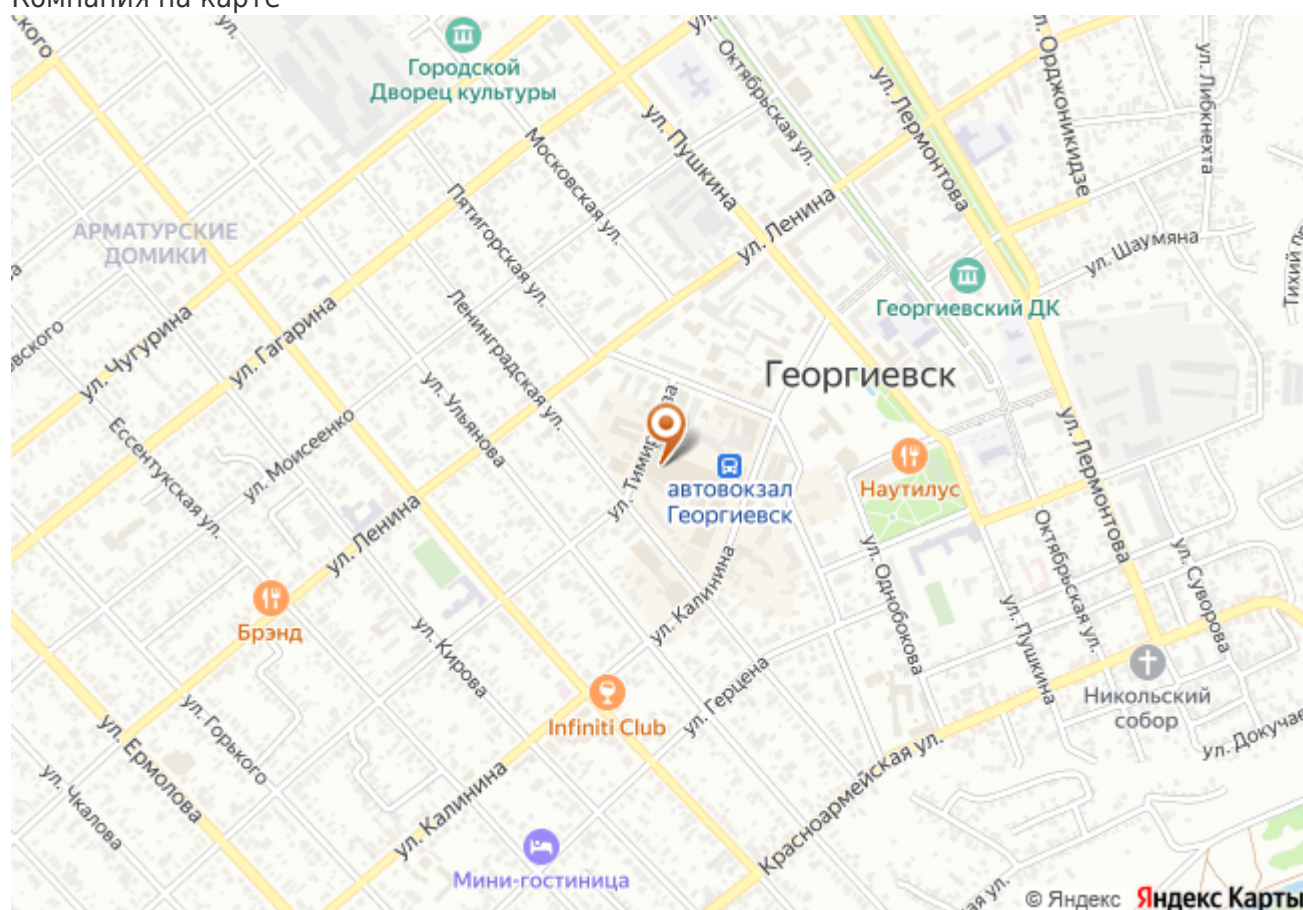 Компания на карте
ского
ул.
Городской
Дворец культуры
Октябрьская ул.
ул. Лермонтова
ул. Орджоникидзе
ул. Либкнехта
ул. Пушкина
Московская ул.
Пятигорская ул.
ул. Ленина
ул. Шаумяна
АРМАТУРСКИЕ
ДОМИКИ
Георгиевский ДК
ул. Чугурина
ул. Гагарина
Ленинградская ул.
ул. Ульянова
Георгиевск
Ессентукская ул.
ул. Моисеенко
ул. Ленина
автовокзал
Георгиевск
Наутилус
ул. Лермонтова
Брэнд
ул. Кирова
ул. Калинина
ул. Однобокова
ул. Пушкина
Октябрьская ул.
ул. Суворова
Infiniti Club
ул. Герцена
Никольский
собор
ул. Горького
ул. Ермолова
ул. Чкалова
ул. Калинина
Красноармейская ул.
Мини-гостиница
© Яндекс Яндекс Карты